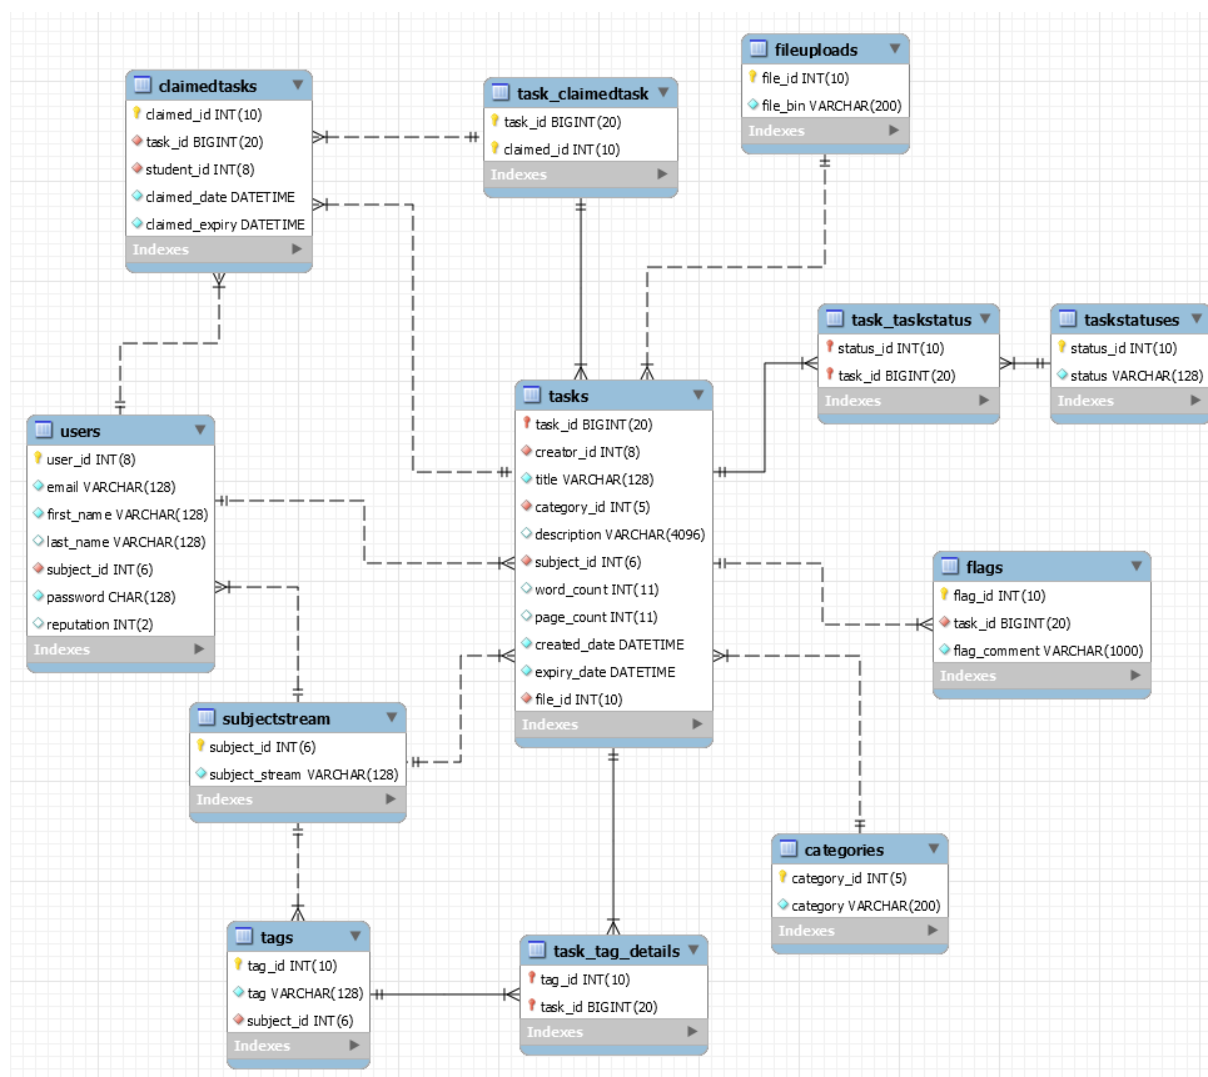 claimedtasks
claimed_id INT(10)
task_id BIGINT(20)
student_id INT(8)
claimed_date DATETIME
claimed_expiry DATETIME
Indexes
task_claimedtask
task_id BIGINT(20)
claimed_id INT(10)
Indexes
fileuploads
file_id INT(10)
file_bin VARCHAR(200)
Indexes
task_taskstatus
status_id INT(10)
task_id BIGINT(20)
Indexes
taskstatuses
status_id INT(10)
status VARCHAR(128)
Indexes
users
user_id INT(8)
email VARCHAR(128)
first_name VARCHAR(128)
last_name VARCHAR(128)
subject_id INT(6)
password CHAR(128)
reputation INT(2)
Indexes
tasks
task_id BIGINT(20)
creator_id INT(8)
title VARCHAR(128)
category_id INT(5)
description VARCHAR(4096)
subject_id INT(6)
word_count INT(11)
page_count INT(11)
created_date DATETIME
expiry_date DATETIME
file_id INT(10)
Indexes
flags
flag_id INT(10)
task_id BIGINT(20)
flag_comment VARCHAR(1000)
Indexes
subjectstream
subject_id INT(6)
subject_stream VARCHAR(128)
Indexes
categories
category_id INT(5)
category VARCHAR(200)
Indexes
tags
tag_id INT(10)
tag VARCHAR(128)
subject_id INT(6)
Indexes
task_tag_details
tag_id INT(10)
task_id BIGINT(20)
Indexes